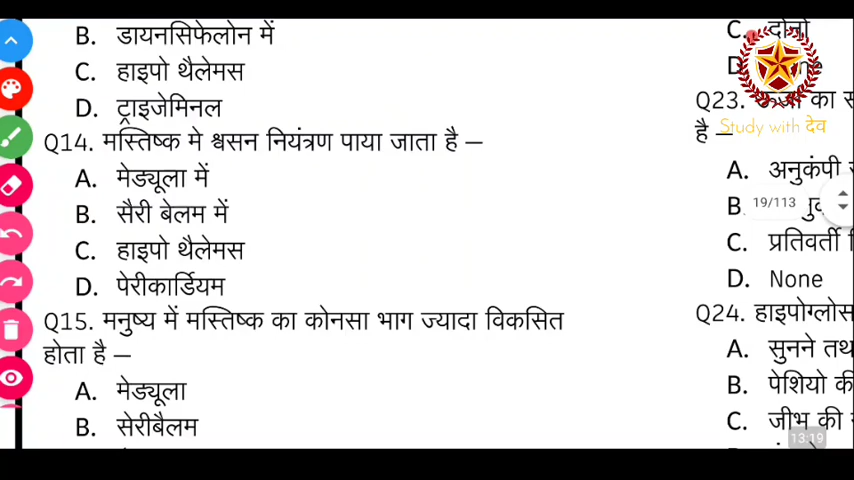 B. डायनसिफेलोन में
C. हाइपो थैलेमस
D. ट्राइजेमिनल
Q14. मस्तिष्क मे श्वसन नियंत्रण पाया जाता है –
A. मेड्यूला में
B. सैरी बेलम में
C. हाइपो थैलेमस
D. पेरीकार्डियम
Q15. मनुष्य में मस्तिष्क का कोनसा भाग ज्यादा विकसित
होता है –
A. मेड्यूला
B. सेरीबैलम
C. दोनो
D.
Q23. का
है –
A. अनुकंपी
B.
C. प्रतिवर्ती
D. None
Q24. हाइपोग्लोस
A. सुनने तथ
B. पेशियो की
C. जीभ की
Study with देव
19/113
13:19